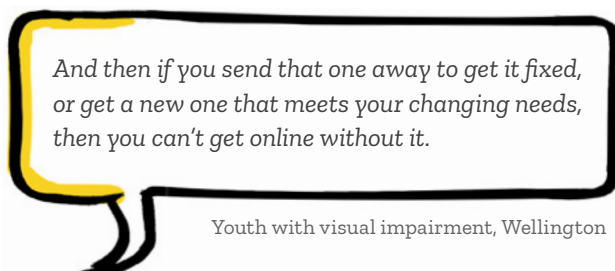 And then if you send that one away to get it fixed,
or get a new one that meets your changing needs,
then you can’t get online without it.
Youth with visual impairment, Wellington